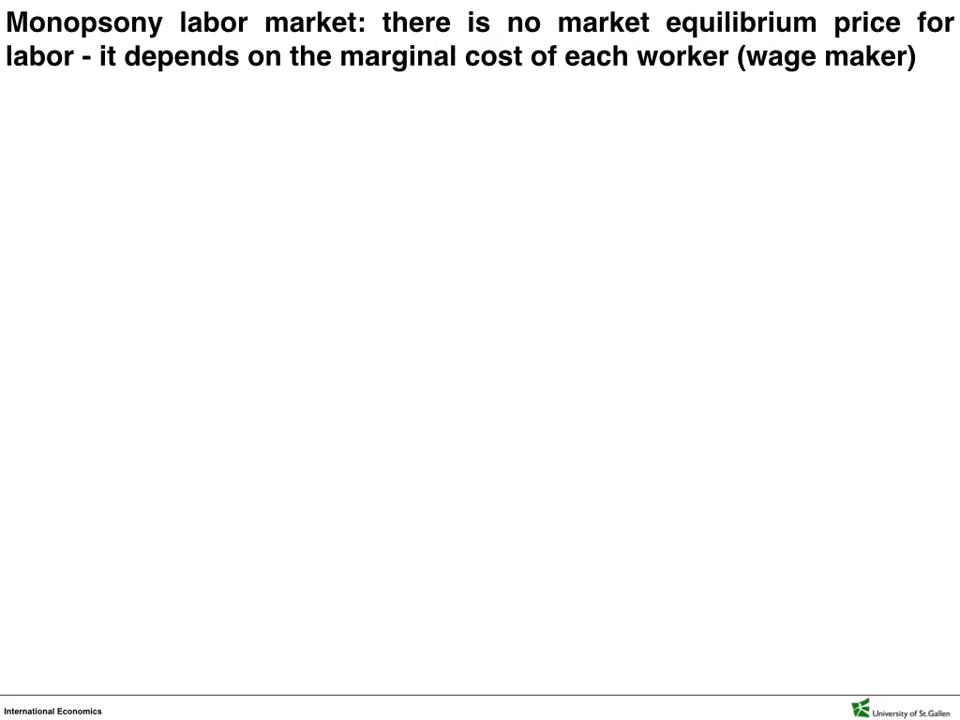 Monopsony labor market: there is no market equilibrium price for
labor - it depends on the marginal cost of each worker (wage maker)
International Economics
University of St.Gallen